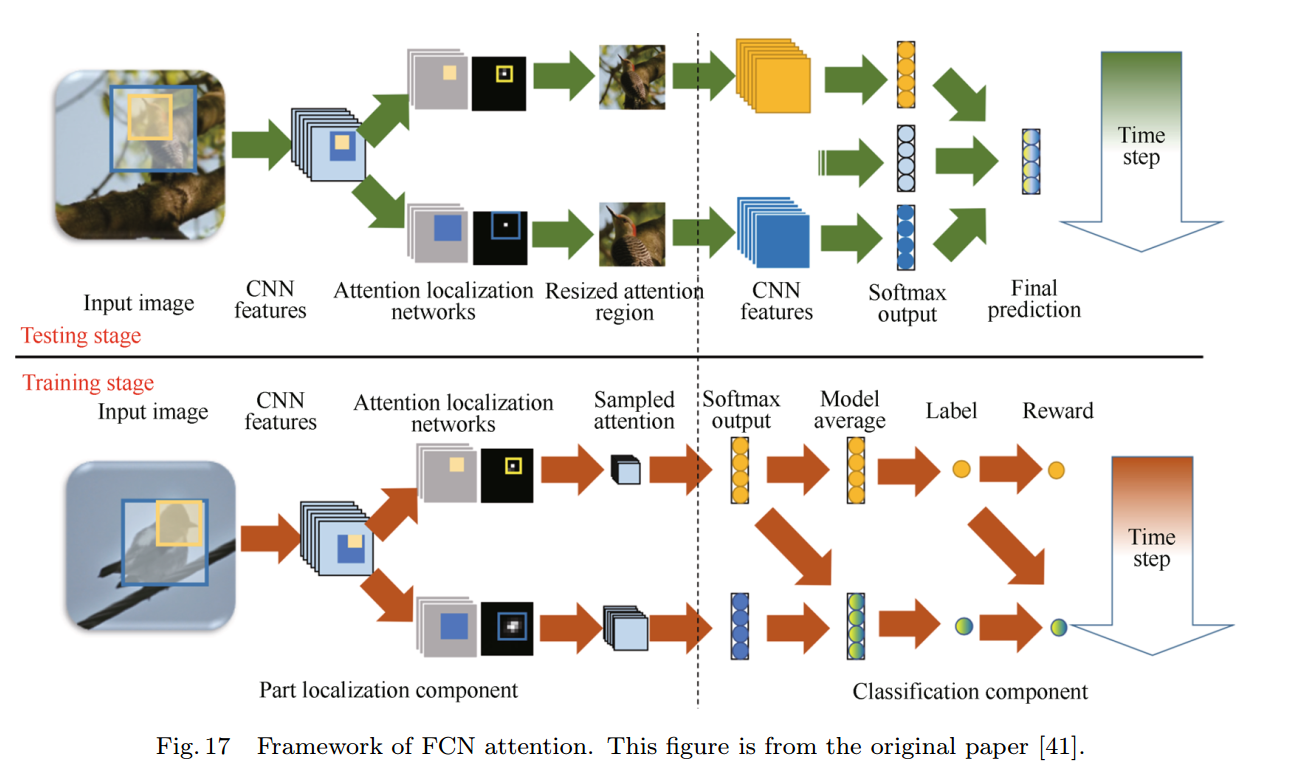 Time
step
Input image
CNN
features
Attention localization
networks
Resized attention
region
CNN
features
Softmax
output
Final
prediction
Testing stage
Training stage
Input image
CNN
features
Attention localization
networks
Sampled
attention
Softmax
output
Model
average
Label
Reward
Time
step
Part localization component
Classification component
Fig. 17 Framework of FCN attention. This figure is from the original paper [41].